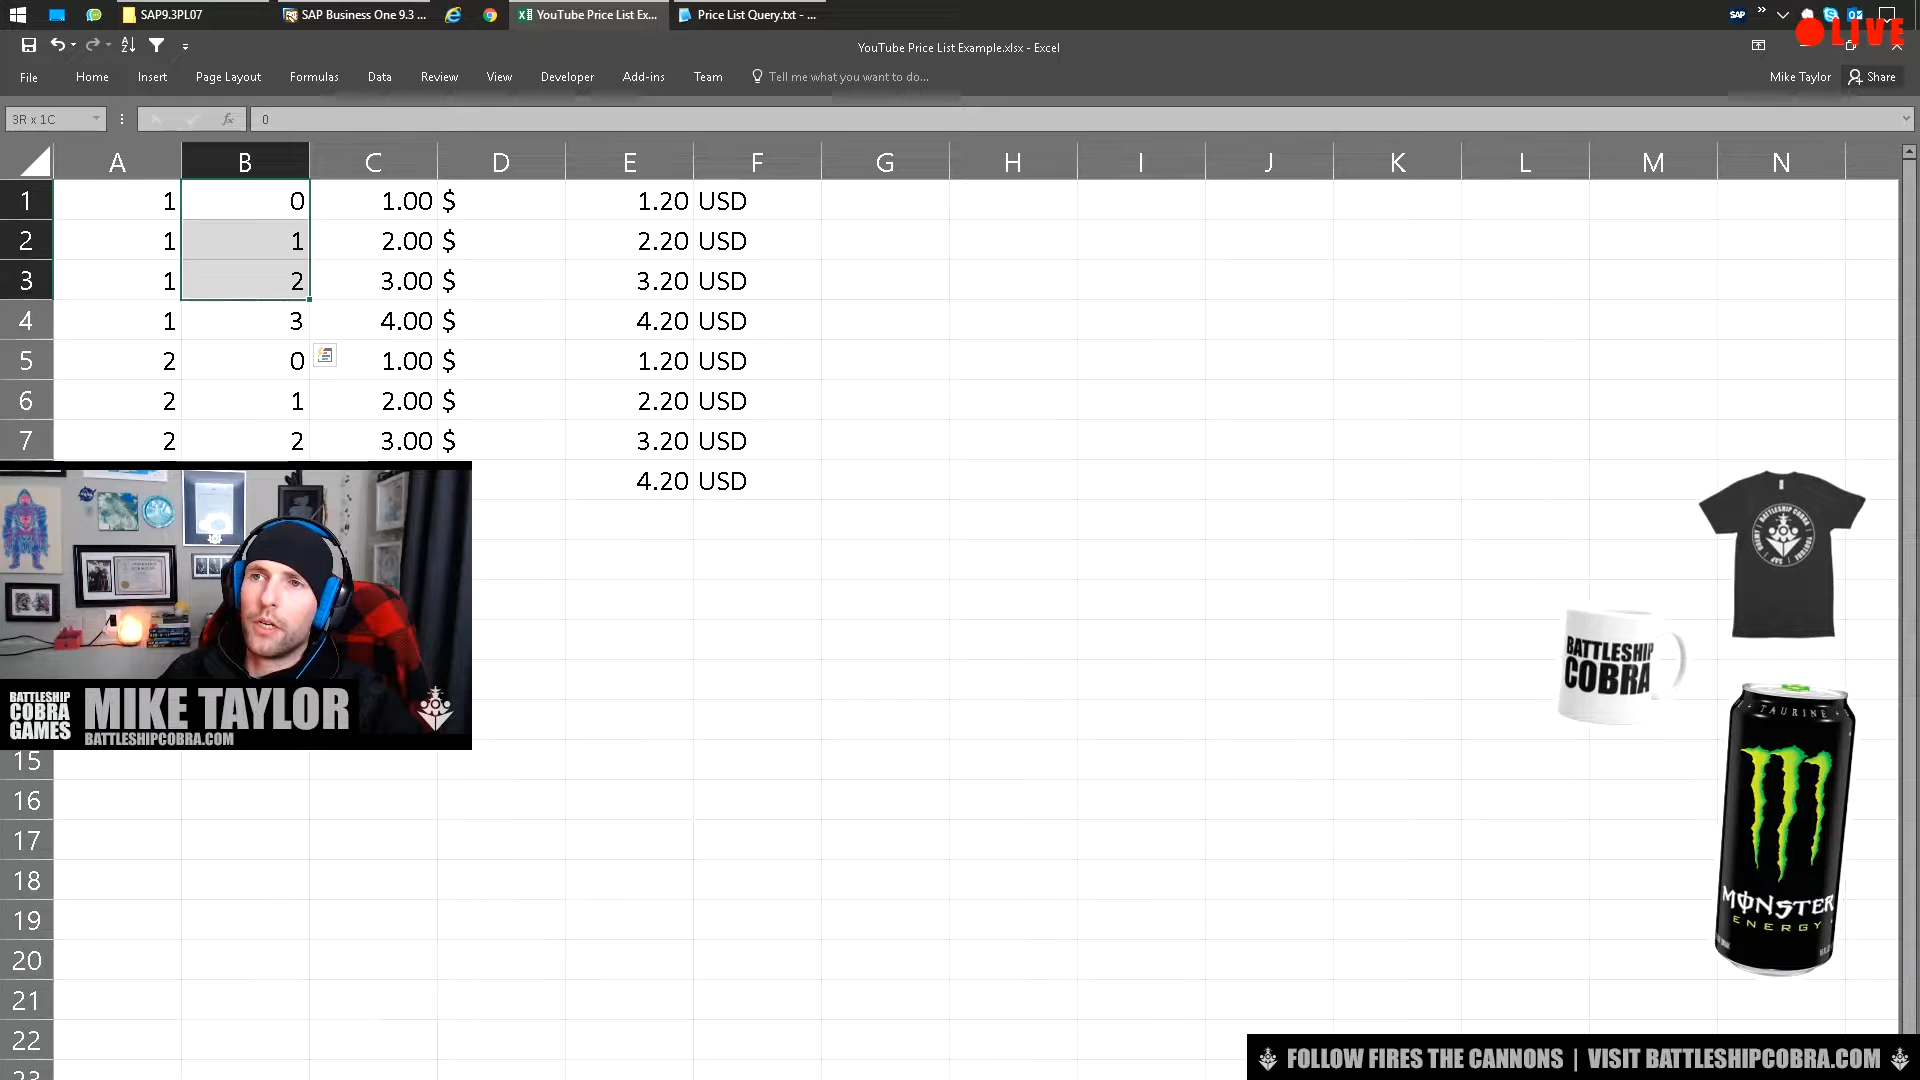 SAP9.3PL07
SAP Business One 9.3 ...
YouTube Price List Ex...
Price List Query.txt - ...
SAP
LIVE
YouTube Price List Example.xlsx - Excel
File Home Insert Page Layout Formulas Data Review View Developer Add-ins Team Tell me what you want to do... Mike Taylor Share
3R x 1C fx 0
A B C D E F G H I J K L M N
1 1 0 1.00 $ 1.20 USD
2 1 1 2.00 $ 2.20 USD
3 1 2 3.00 $ 3.20 USD
4 1 3 4.00 $ 4.20 USD
5 2 0 1.00 $ 1.20 USD
6 2 1 2.00 $ 2.20 USD
7 2 2 3.00 $ 3.20 USD
4.20 USD
BATTLESHIP
COBRA
GAMES
MIKE TAYLOR
BATTLESHIPCOBRA.COM
15
16
17
18
19
20
21
22
23
BATTLESHIP
COBRA
TAURINE
MONSTER
ENERGY
FOLLOW FIRES THE CANNONS | VISIT BATTLESHIPCOBRA.COM